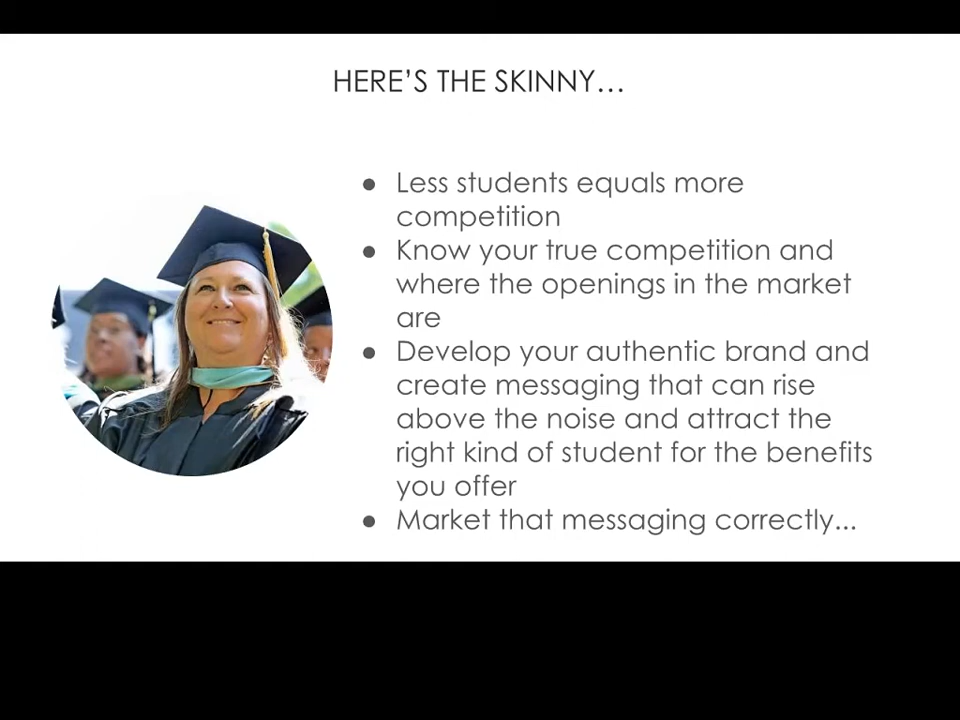 HERE'S THE SKINNY...
● Less students equals more
competition
● Know your true competition and
where the openings in the market
are
● Develop your authentic brand and
create messaging that can rise
above the noise and attract the
right kind of student for the benefits
you offer
● Market that messaging correctly...